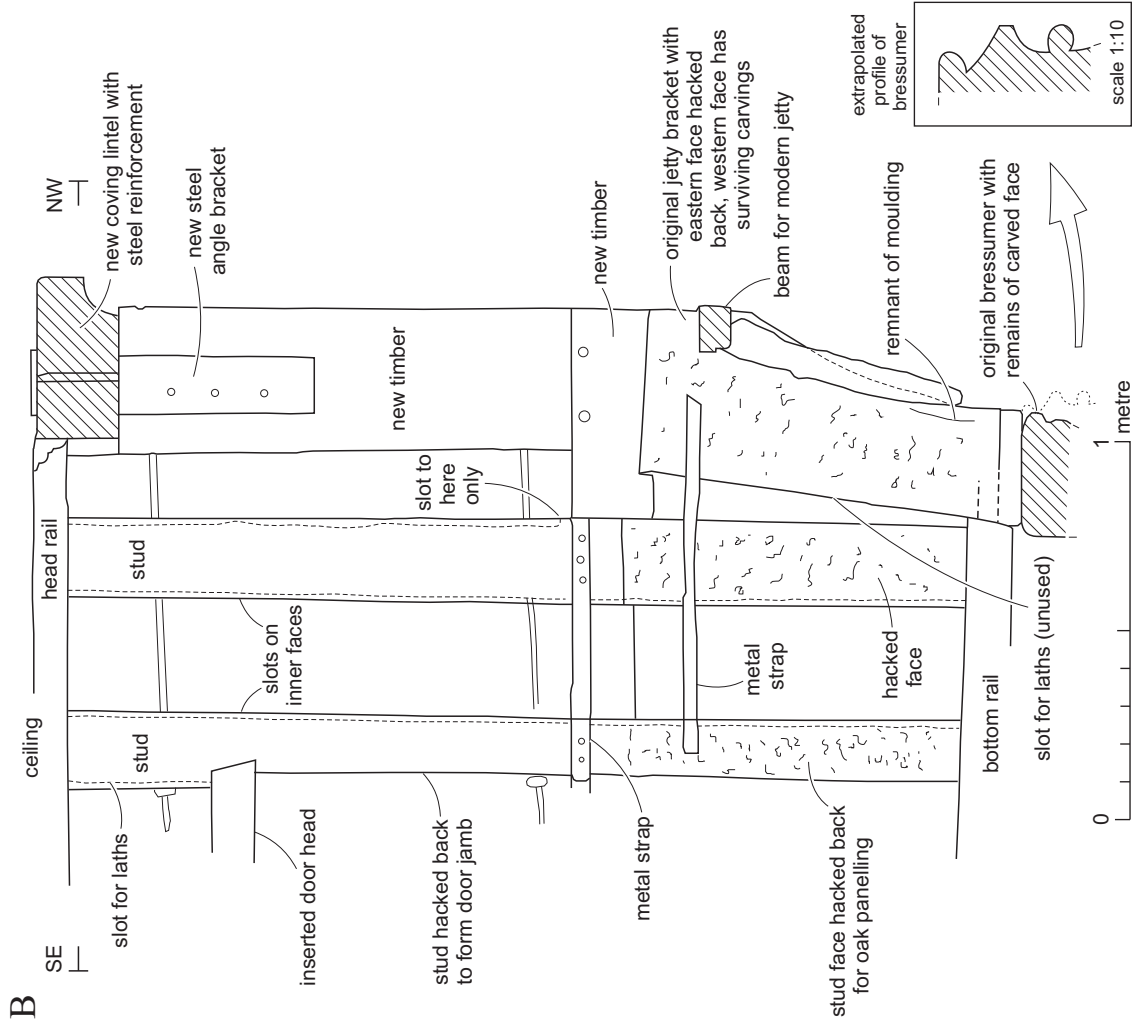 B
SE
NW
ceiling
head rail
new coving lintel with
steel reinforcement
new steel
angle bracket
slot for laths
stud
stud
slots on
inner faces
inserted door head
new timber
stud hacked back
to form door jamb
slot to
here
only
new timber
metal strap
original jetty bracket with
eastern face hacked
back, western face has
surviving carvings
beam for modern jetty
metal
strap
hacked
face
remnant of moulding
stud face hacked back
for oak panelling
bottom rail
slot for laths (unused)
original bressumer with
remains of carved face
0
1
metre
extrapolated
profile of
bressumer
scale 1:10